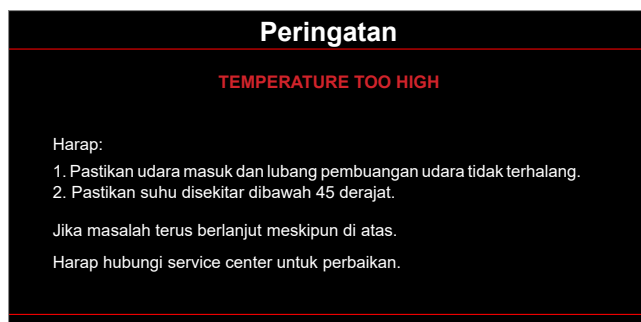 Peringatan
TEMPERATURE TOO HIGH
Harap:
1. Pastikan udara masuk dan lubang pembuangan udara tidak terhalang.
2. Pastikan suhu disekitar dibawah 45 derajat.
Jika masalah terus berlanjut meskipun di atas.
Harap hubungi service center untuk perbaikan.